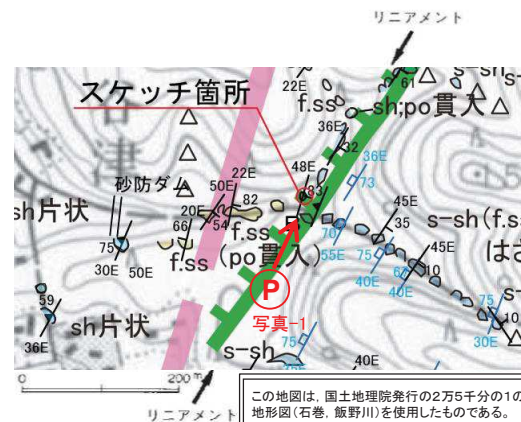 リニアメント
スケッチ箇所
22E
f.ss
61
s-sh
sh;po貫入
36E
32
36E
73
砂防ダム
50E
22E
48E
83
20E
54
82
45E
35
sh片状
75
66
f.ss
f.ss
70
s-sh(f.s
30E
50E
(po貫入)
55E
75
45E
10
はさ
40E
40E
P
写真-1
59
sh片状
75
10
36E
s-sh
30E
75
40E
0
200m
リニアメント
この地図は，国土地理院発行の2万5千分の1の
地形図(石巻，飯野川)を使用したものである。